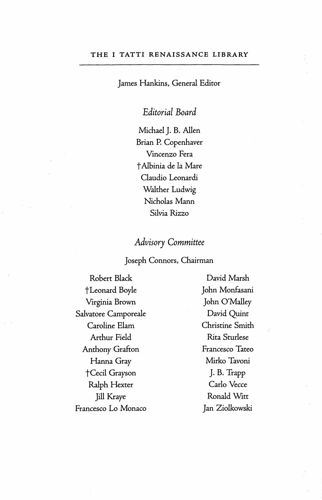 THE I TATTI RENAISSANCE LIBRARY
James Hankins, General Editor
Editorial Board
Michael J. B. Allen
Brian P. Copenhaver
Vincenzo Fera
†Albinia de la Mare
Claudio Leonardi
Walther Ludwig
Nicholas Mann
Silvia Rizzo
Advisory Committee
Joseph Connors, Chairman
Robert Black
†Leonard Boyle
Virginia Brown
Salvatore Camporeale
Caroline Elam
Arthur Field
Anthony Grafton
Hanna Gray
†Cecil Grayson
Ralph Hexter
Jill Kraye
Francesco Lo Monaco
David Marsh
John Monfasani
John O'Malley
David Quint
Christine Smith
Rita Sturlese
Francesco Tateo
Mirko Tavoni
J. B. Trapp
Carlo Vecce
Ronald Witt
Jan Ziolkowski